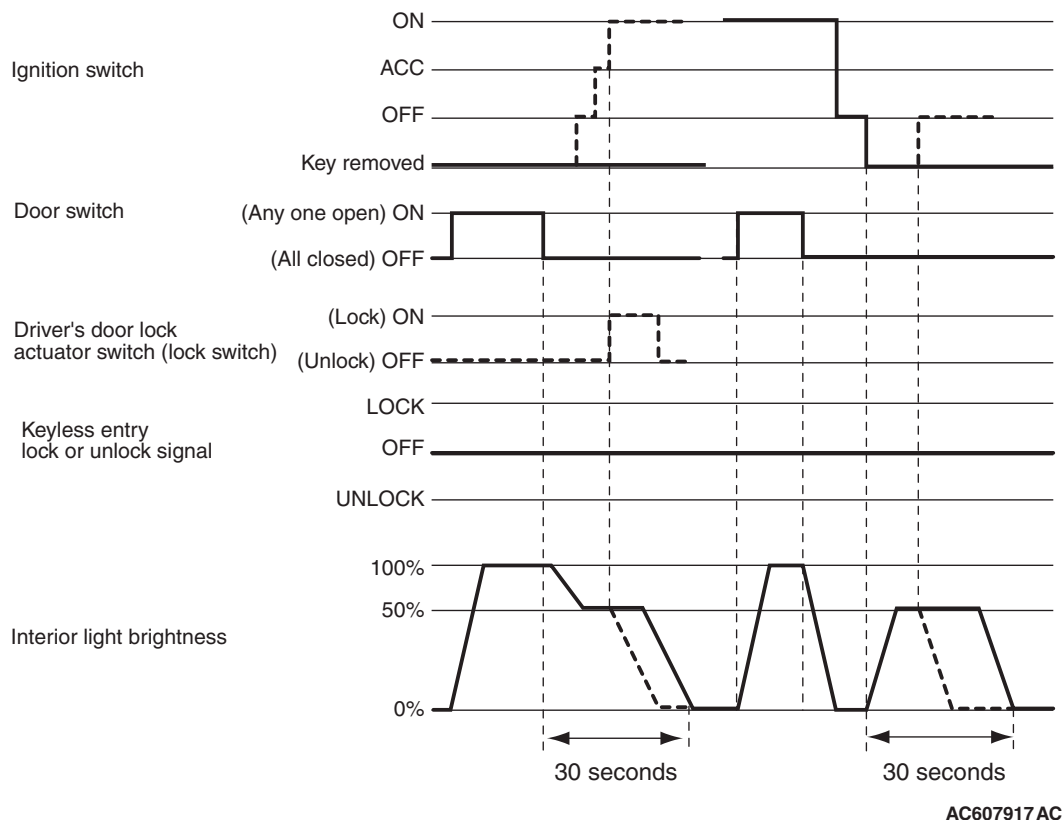 ON
Ignition switch
ACC
OFF
Key removed
Door switch
(Any one open) ON
(All closed) OFF
Driver's door lock
actuator switch (lock switch)
(Lock) ON
(Unlock) OFF
Keyless entry
lock or unlock signal
LOCK
OFF
UNLOCK
Interior light brightness
100%
50%
0%
30 seconds
30 seconds
AC607917AC